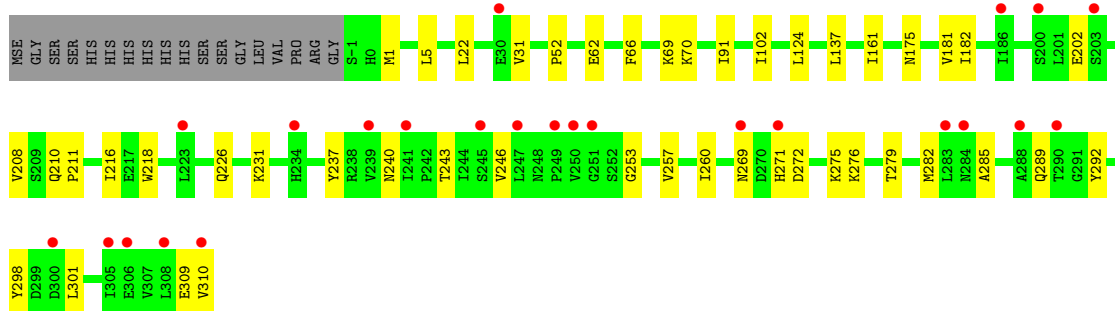 MSE GLY SER SER HIS HIS HIS HIS HIS HIS SER SER GLY LEU VAL PRO ARG GLY S-1 H0 M1 L5 L22 E30 V31 P52 E62 F66 K69 K70 I91 I102 L124 L137 I161 N175 V181 I182 I186 S200 L201 E202 S203
V208 S209 Q210 P211 I216 E217 W218 L223 Q226 K231 H234 Y237 R238 V239 N240 I241 P242 T243 I244 S245 V246 L247 N248 P249 V250 G251 S252 G253 V257 I260 N269 D270 H271 D272 K275 K276 T279 M282 L283 N284 A285 A288 Q289 T290 G291 Y292
Y298 D299 D300 L301 I305 E306 V307 L308 E309 V310